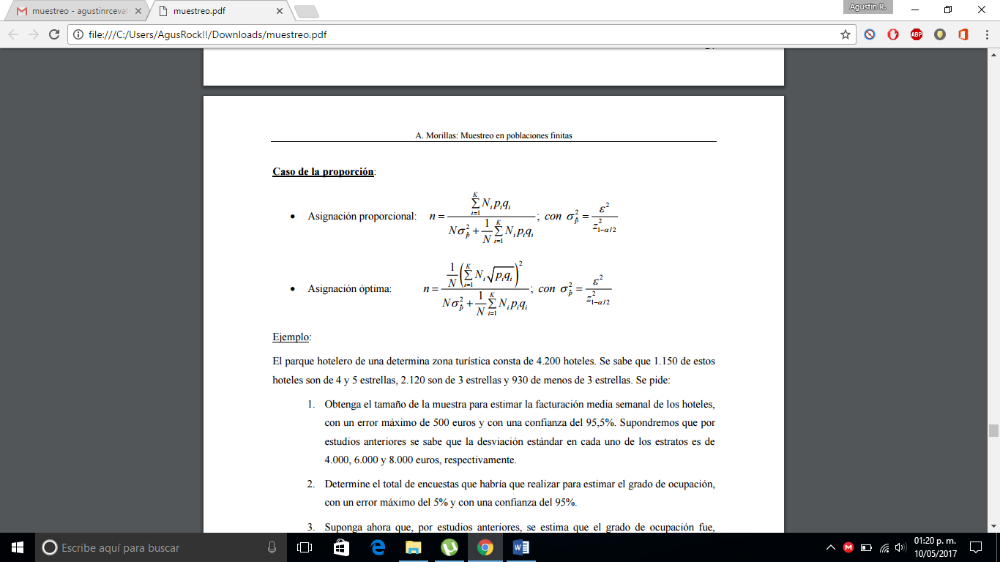 muestreo - agustinrceval
muestreo.pdf
Agustin R.
file:///C:/Users/AgusRock!!/Downloads/muestreo.pdf
ABP
A. Morillas: Muestreo en poblaciones finitas
Caso de la proporción:
• Asignación proporcional: n = \frac{\sum_{i=1}^{K} N_i p_i q_i}{N\sigma_{\hat{p}}^2 + \frac{1}{N}\sum_{i=1}^{K} N_i p_i q_i}; con \sigma_{\hat{p}}^2 = \frac{\varepsilon^2}{z_{1-\alpha/2}^2}
• Asignación óptima: n = \frac{\frac{1}{N}\left(\sum_{i=1}^{K} N_i \sqrt{p_i q_i}\right)^2}{N\sigma_{\hat{p}}^2 + \frac{1}{N}\sum_{i=1}^{K} N_i p_i q_i}; con \sigma_{\hat{p}}^2 = \frac{\varepsilon^2}{z_{1-\alpha/2}^2}
Ejemplo:
El parque hotelero de una determina zona turística consta de 4.200 hoteles. Se sabe que 1.150 de estos
hoteles son de 4 y 5 estrellas, 2.120 son de 3 estrellas y 930 de menos de 3 estrellas. Se pide:
1. Obtenga el tamaño de la muestra para estimar la facturación media semanal de los hoteles,
con un error máximo de 500 euros y con una confianza del 95,5%. Supondremos que por
estudios anteriores se sabe que la desviación estándar en cada uno de los estratos es de
4.000, 6.000 y 8.000 euros, respectivamente.
2. Determine el total de encuestas que habría que realizar para estimar el grado de ocupación,
con un error máximo del 5% y con una confianza del 95%.
3. Suponga ahora que, por estudios anteriores, se estima que el grado de ocupación fue,
Escribe aquí para buscar
01:20 p. m.
10/05/2017